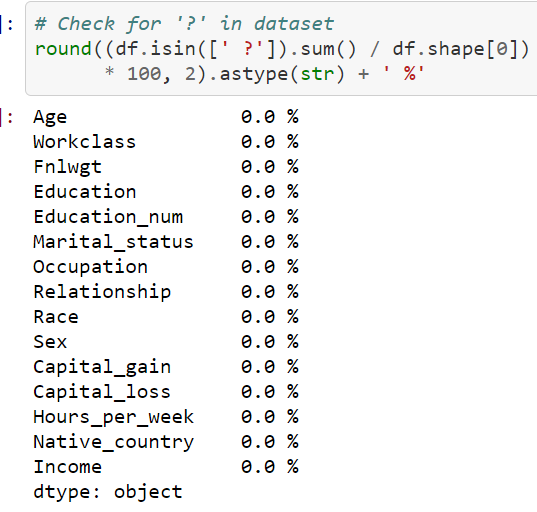 ]: # Check for '?' in dataset
round((df.isin([' ?']).sum() / df.shape[0])
* 100, 2).astype(str) + ' %'
]: Age 0.0 %
Workclass 0.0 %
Fnlwgt 0.0 %
Education 0.0 %
Education_num 0.0 %
Marital_status 0.0 %
Occupation 0.0 %
Relationship 0.0 %
Race 0.0 %
Sex 0.0 %
Capital_gain 0.0 %
Capital_loss 0.0 %
Hours_per_week 0.0 %
Native_country 0.0 %
Income 0.0 %
dtype: object